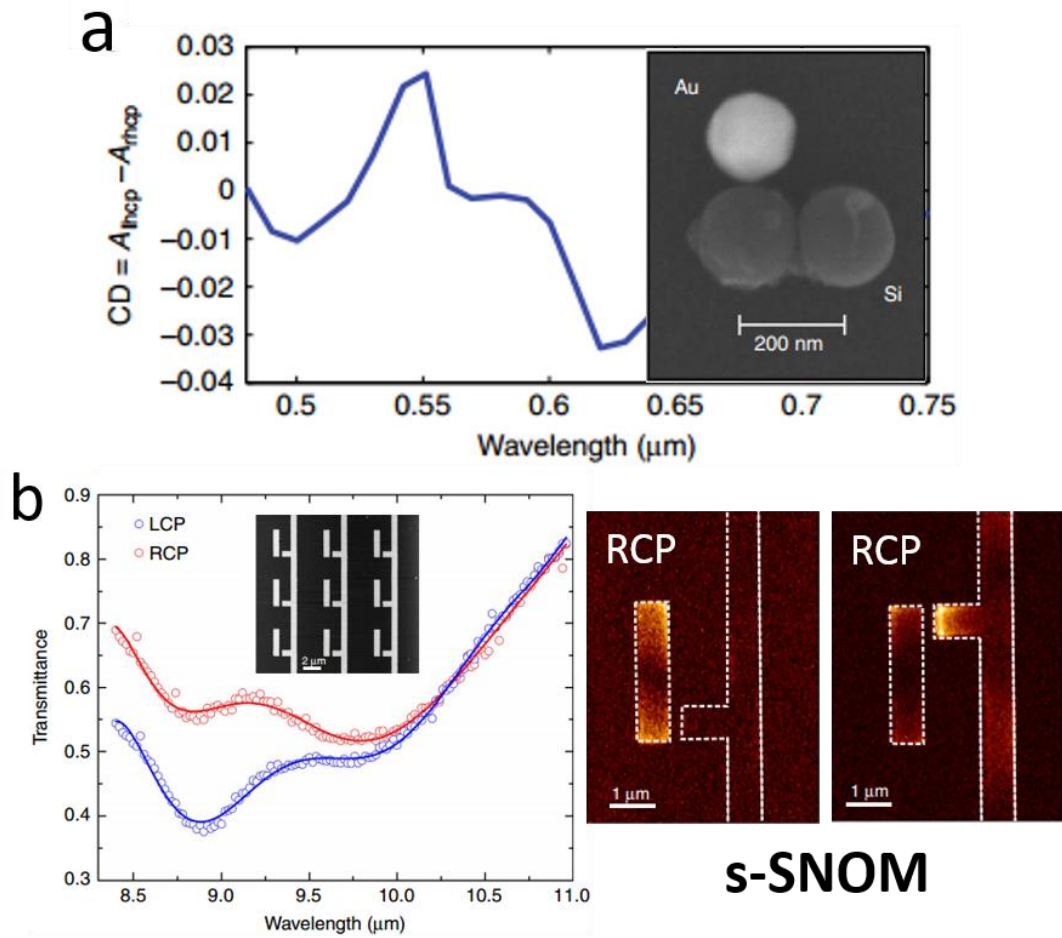 a
0.03
0.02
0.01
0
−0.01
−0.02
−0.03
−0.04
CD = Alhcp − Arhcp
0.5
0.55
0.6
0.65
0.7
0.75
Wavelength (μm)
Au
Si
200 nm
b
0.9
0.8
0.7
0.6
0.5
0.4
0.3
Transmittance
LCP
RCP
2 μm
8.5
9.0
9.5
10.0
10.5
11.0
Wavelength (μm)
RCP
1 μm
RCP
1 μm
s-SNOM